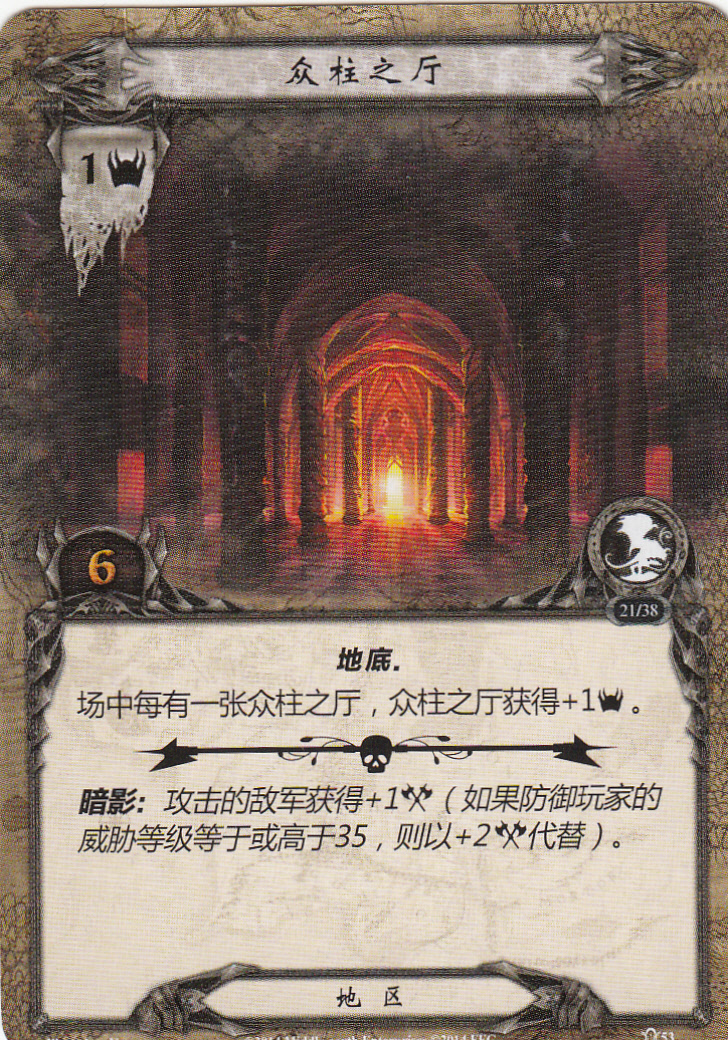 众柱之厅
1
6
21/38
地底.
场中每有一张众柱之厅，众柱之厅获得+1。
暗影：攻击的敌军获得+1（如果防御玩家的
威胁等级等于或高于35，则以+2代替）。
地区